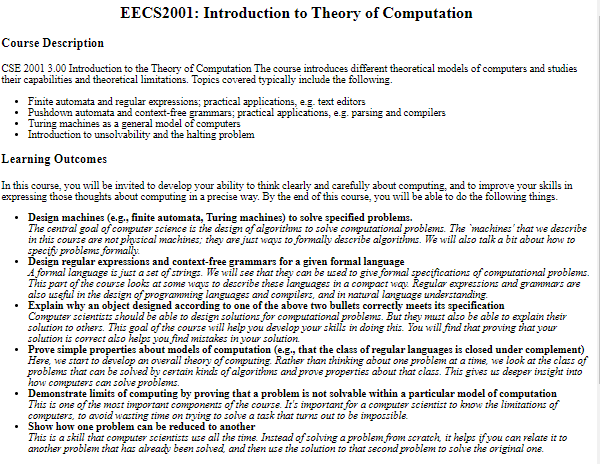 EECS2001: Introduction to Theory of Computation
Course Description
CSE 2001 3.00 Introduction to the Theory of Computation The course introduces different theoretical models of computers and studies
their capabilities and theoretical limitations. Topics covered typically include the following.
• Finite automata and regular expressions; practical applications, e.g. text editors
• Pushdown automata and context-free grammars; practical applications, e.g. parsing and compilers
• Turing machines as a general model of computers
• Introduction to unsolvability and the halting problem
Learning Outcomes
In this course, you will be invited to develop your ability to think clearly and carefully about computing, and to improve your skills in
expressing those thoughts about computing in a precise way. By the end of this course, you will be able to do the following things.
• Design machines (e.g., finite automata, Turing machines) to solve specified problems.
The central goal of computer science is the design of algorithms to solve computational problems. The `machines' that we describe
in this course are not physical machines; they are just ways to formally describe algorithms. We will also talk a bit about how to
specify problems formally.
• Design regular expressions and context-free grammars for a given formal language
A formal language is just a set of strings. We will see that they can be used to give formal specifications of computational problems.
This part of the course looks at some ways to describe these languages in a compact way. Regular expressions and grammars are
also useful in the design of programming languages and compilers, and in natural language understanding.
• Explain why an object designed according to one of the above two bullets correctly meets its specification
Computer scientists should be able to design solutions for computational problems. But they must also be able to explain their
solution to others. This goal of the course will help you develop your skills in doing this. You will find that proving that your
solution is correct also helps you find mistakes in your solution.
• Prove simple properties about models of computation (e.g., that the class of regular languages is closed under complement)
Here, we start to develop an overall theory of computing. Rather than thinking about one problem at a time, we look at the class of
problems that can be solved by certain kinds of algorithms and prove properties about that class. This gives us deeper insight into
how computers can solve problems.
• Demonstrate limits of computing by proving that a problem is not solvable within a particular model of computation
This is one of the most important components of the course. It's important for a computer scientist to know the limitations of
computers, to avoid wasting time on trying to solve a task that turns out to be impossible.
• Show how one problem can be reduced to another
This is a skill that computer scientists use all the time. Instead of solving a problem from scratch, it helps if you can relate it to
another problem that has already been solved, and then use the solution to that second problem to solve the original one.